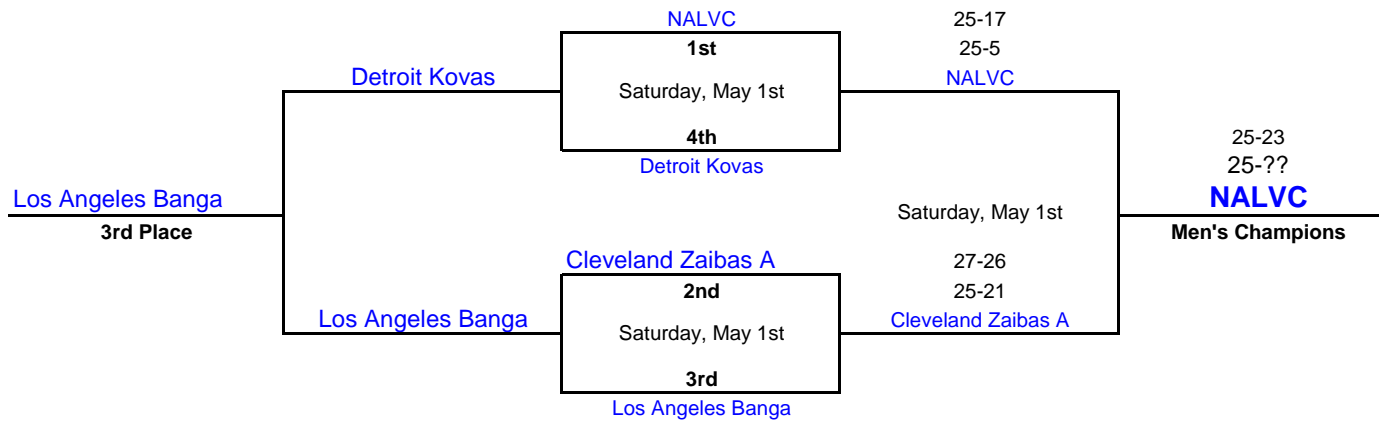 NALVC 25-17
1st 25-5
Detroit Kovas NALVC
Saturday, May 1st
4th 25-23
Detroit Kovas 25-??
Los Angeles Banga NALVC
Saturday, May 1st
3rd Place Men's Champions
Cleveland Zaibas A 27-26
2nd 25-21
Los Angeles Banga Cleveland Zaibas A
Saturday, May 1st
3rd
Los Angeles Banga